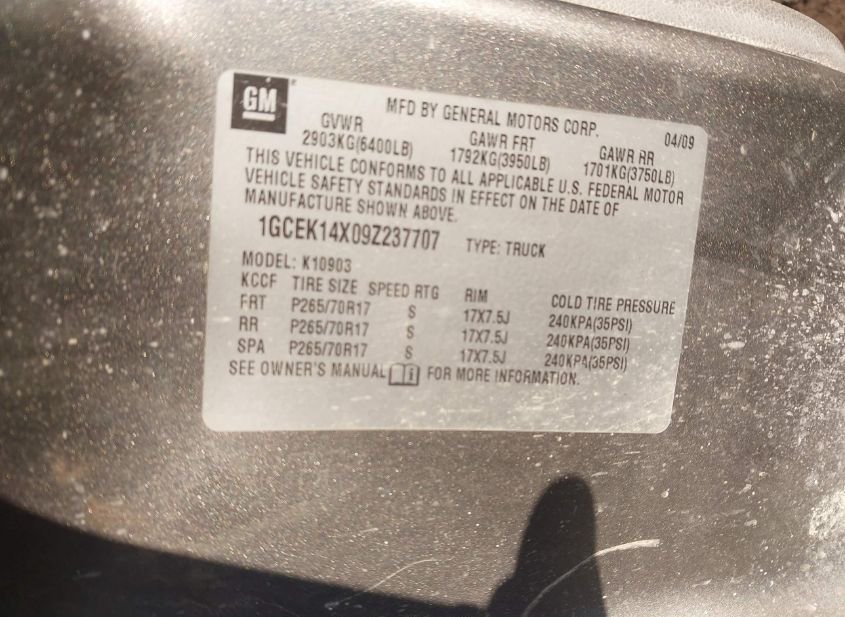 GM
MFD BY GENERAL MOTORS CORP. 04/09
GVWR GAWR FRT GAWR RR
2903KG(6400LB) 1792KG(3950LB) 1701KG(3750LB)
THIS VEHICLE CONFORMS TO ALL APPLICABLE U.S. FEDERAL MOTOR
VEHICLE SAFETY STANDARDS IN EFFECT ON THE DATE OF
MANUFACTURE SHOWN ABOVE.
1GCEK14X09Z237707 TYPE: TRUCK
MODEL: K10903
KCCF TIRE SIZE SPEED RTG RIM COLD TIRE PRESSURE
FRT P265/70R17 S 17X7.5J 240KPA(35PSI)
RR P265/70R17 S 17X7.5J 240KPA(35PSI)
SPA P265/70R17 S 17X7.5J 240KPA(35PSI)
SEE OWNER'S MANUAL i FOR MORE INFORMATION.